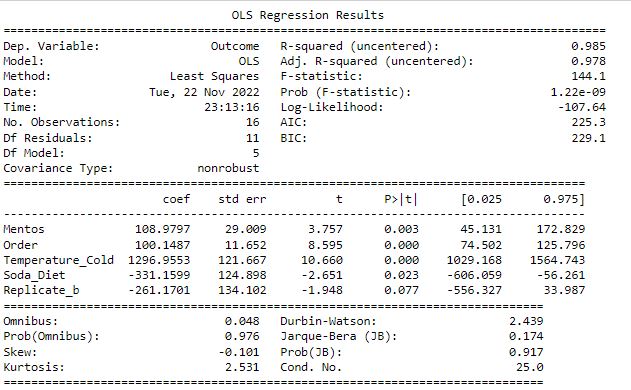 OLS Regression Results
==============================================================================
Dep. Variable: Outcome R-squared (uncentered): 0.985
Model: OLS Adj. R-squared (uncentered): 0.978
Method: Least Squares F-statistic: 144.1
Date: Tue, 22 Nov 2022 Prob (F-statistic): 1.22e-09
Time: 23:13:16 Log-Likelihood: -107.64
No. Observations: 16 AIC: 225.3
Df Residuals: 11 BIC: 229.1
Df Model: 5
Covariance Type: nonrobust
==============================================================================
coef std err t P>|t| [0.025 0.975]
------------------------------------------------------------------------------
Mentos 108.9797 29.009 3.757 0.003 45.131 172.829
Order 100.1487 11.652 8.595 0.000 74.502 125.796
Temperature_Cold 1296.9553 121.667 10.660 0.000 1029.168 1564.743
Soda_Diet -331.1599 124.898 -2.651 0.023 -606.059 -56.261
Replicate_b -261.1701 134.102 -1.948 0.077 -556.327 33.987
==============================================================================
Omnibus: 0.048 Durbin-Watson: 2.439
Prob(Omnibus): 0.976 Jarque-Bera (JB): 0.174
Skew: -0.101 Prob(JB): 0.917
Kurtosis: 2.531 Cond. No. 25.0
==============================================================================